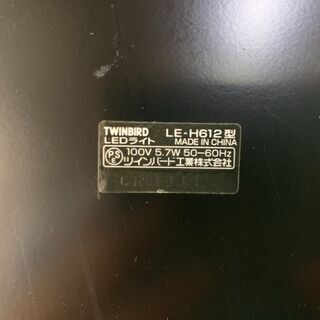 TWINBIRD LE-H612型
LEDライト MADE IN CHINA
PSE 100V 5.7W 50-60Hz
ツインバード工業株式会社